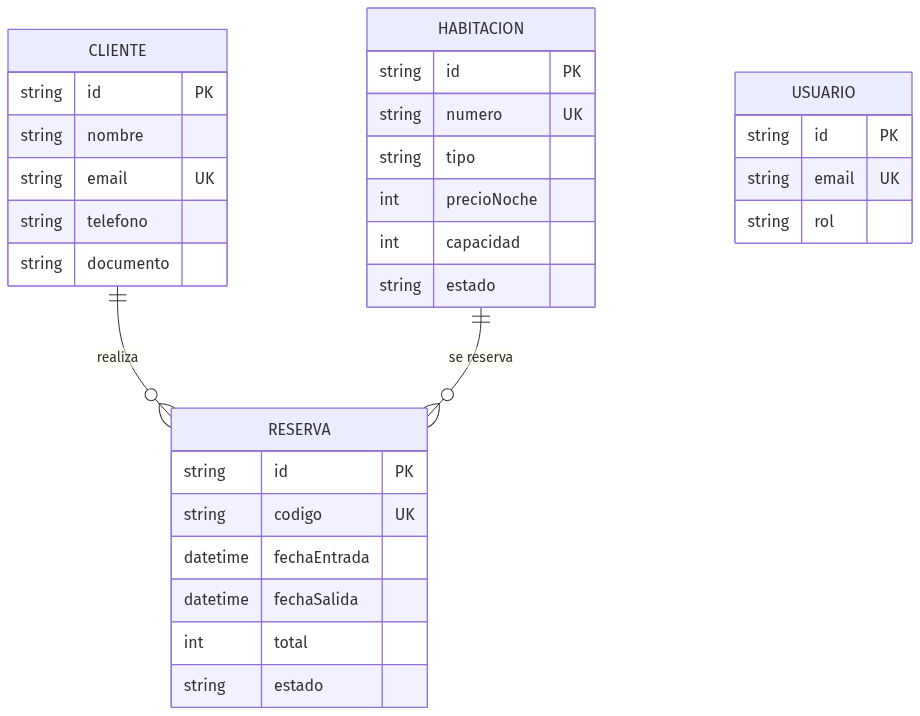 CLIENTE
string id PK
string nombre
string email UK
string telefono
string documento
HABITACION
string id PK
string numero UK
string tipo
int precioNoche
int capacidad
string estado
USUARIO
string id PK
string email UK
string rol
realiza
se reserva
RESERVA
string id PK
string codigo UK
datetime fechaEntrada
datetime fechaSalida
int total
string estado